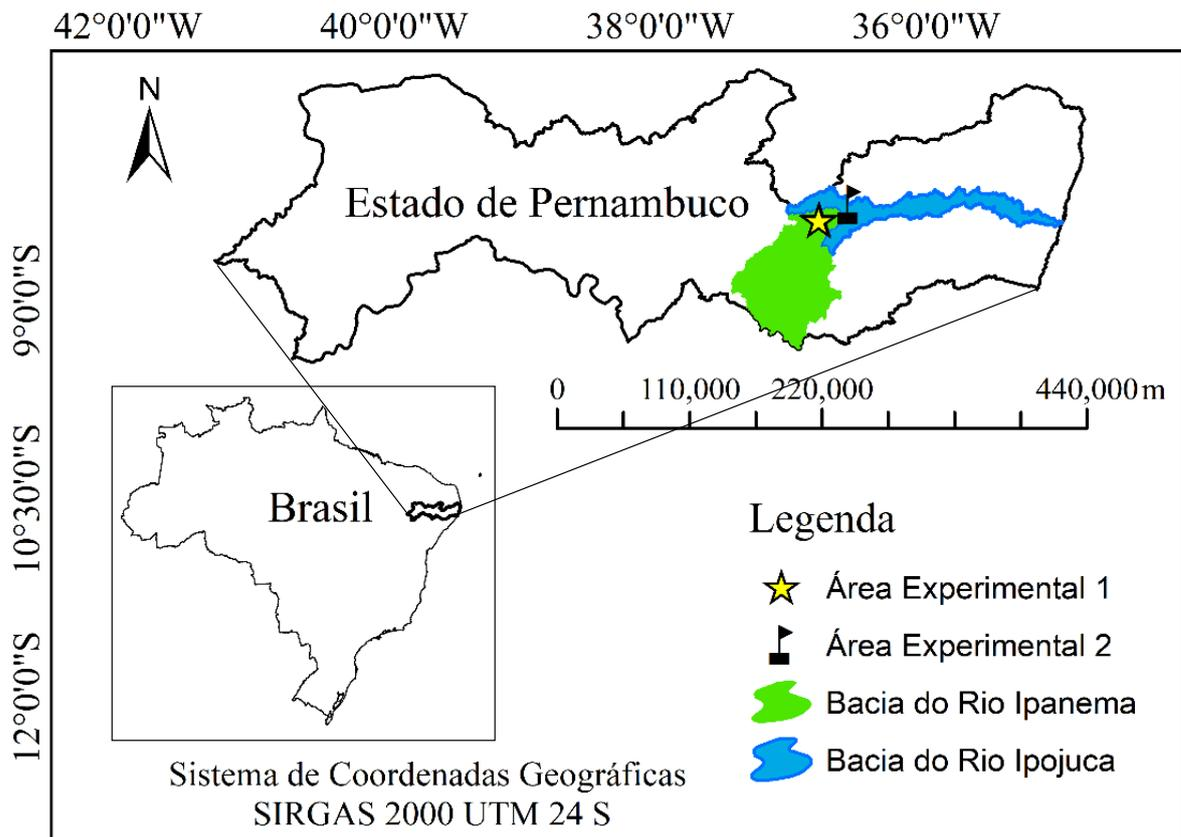 42°0'0"W 40°0'0"W 38°0'0"W 36°0'0"W
N
Estado de Pernambuco
9°0'0"S
0 110,000 220,000 440,000 m
10°30'0"S
Brasil
Legenda
Área Experimental 1
Área Experimental 2
Bacia do Rio Ipanema
Bacia do Rio Ipojuca
12°0'0"S
Sistema de Coordenadas Geográficas
SIRGAS 2000 UTM 24 S